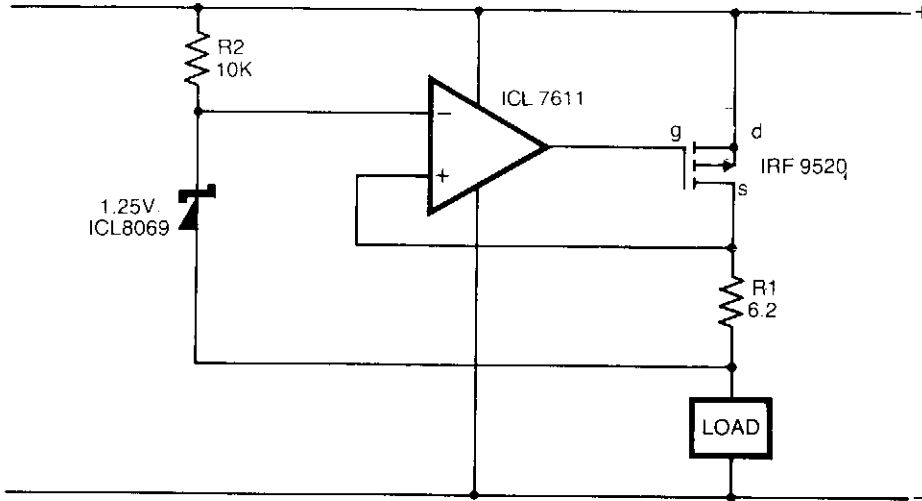 +
R2
10K
ICL 7611
−
+
g
d
IRF 9520
s
1.25V.
ICL8069
R1
6.2
LOAD
−